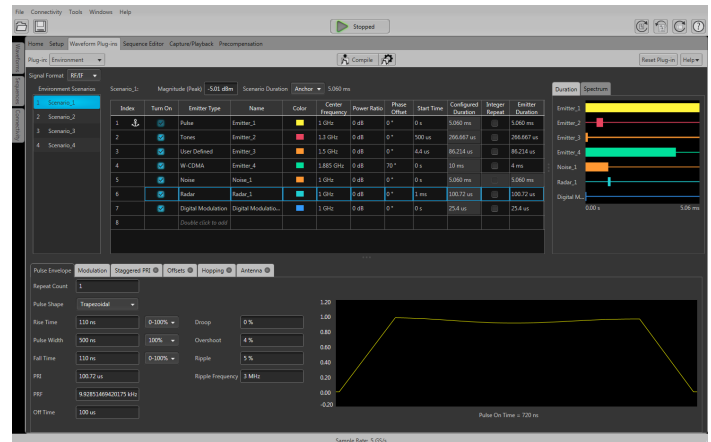 File Connectivity Tools Windows Help
Stopped
Home Setup Waveform Plug-ins Sequence Editor Capture/Playback Precompensation
Waveforms
Sequences
Connectivity
Plug-in: Environment
Compile
Reset Plug-in Help
Signal Format RF/IF
Environment Scenarios
1 Scenario_1
2 Scenario_2
3 Scenario_3
4 Scenario_4
Scenario_1: Magnitude (Peak) -5.01 dBm Scenario Duration Anchor 5.060 ms
Index Turn On Emitter Type Name Color Center Frequency Power Ratio Phase Offset Start Time Configured Duration Integer Repeat Emitter Duration
1 Pulse Emitter_1 1 GHz 0 dB 0 ° 0 s 5.060 ms 5.060 ms
2 Tones Emitter_2 1.3 GHz 0 dB 0 ° 500 us 266.667 us 266.667 us
3 User Defined Emitter_3 1.5 GHz 0 dB 0 ° 4.4 us 86.214 us 86.214 us
4 W-CDMA Emitter_4 1.885 GHz 0 dB 70 ° 0 s 10 ms 4 ms
5 Noise Noise_1 1 GHz 0 dB 0 ° 0 s 5.060 ms 5.060 ms
6 Radar Radar_1 1 GHz 0 dB 0 ° 1 ms 100.72 us 100.72 us
7 Digital Modulation Digital Modulatio... 1 GHz 0 dB 0 ° 0 s 25.4 us 25.4 us
8 Double click to add
Duration Spectrum
Emitter_1
Emitter_2
Emitter_3
Emitter_4
Noise_1
Radar_1
Digital M...
0.00 s 5.06 ms
Pulse Envelope Modulation Staggered PRI Offsets Hopping Antenna
Repeat Count 1
Pulse Shape Trapezoidal
Rise Time 110 ns 0-100% Droop 0 %
Pulse Width 500 ns 100% Overshoot 4 %
Fall Time 110 ns 0-100% Ripple 5 %
PRI 100.72 us Ripple Frequency 3 MHz
PRF 9.92851469420175 kHz
Off Time 100 us
1.20
1.00
0.80
0.60
0.40
0.20
0.00
-0.20
Pulse On Time = 720 ns
Sample Rate: 5 GS/s